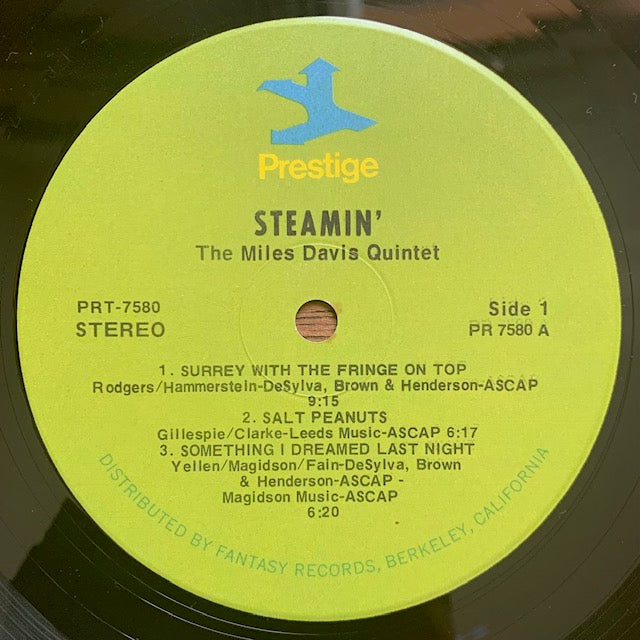 Prestige
STEAMIN'
The Miles Davis Quintet
PRT-7580
STEREO
Side 1
PR 7580 A
1. SURREY WITH THE FRINGE ON TOP
Rodgers/Hammerstein-DeSylva, Brown & Henderson-ASCAP
9:15
2. SALT PEANUTS
Gillespie/Clarke-Leeds Music-ASCAP 6:17
3. SOMETHING I DREAMED LAST NIGHT
Yellen/Magidson/Fain-DeSylva, Brown
& Henderson-ASCAP -
Magidson Music-ASCAP
6:20
DISTRIBUTED BY FANTASY RECORDS, BERKELEY, CALIFORNIA